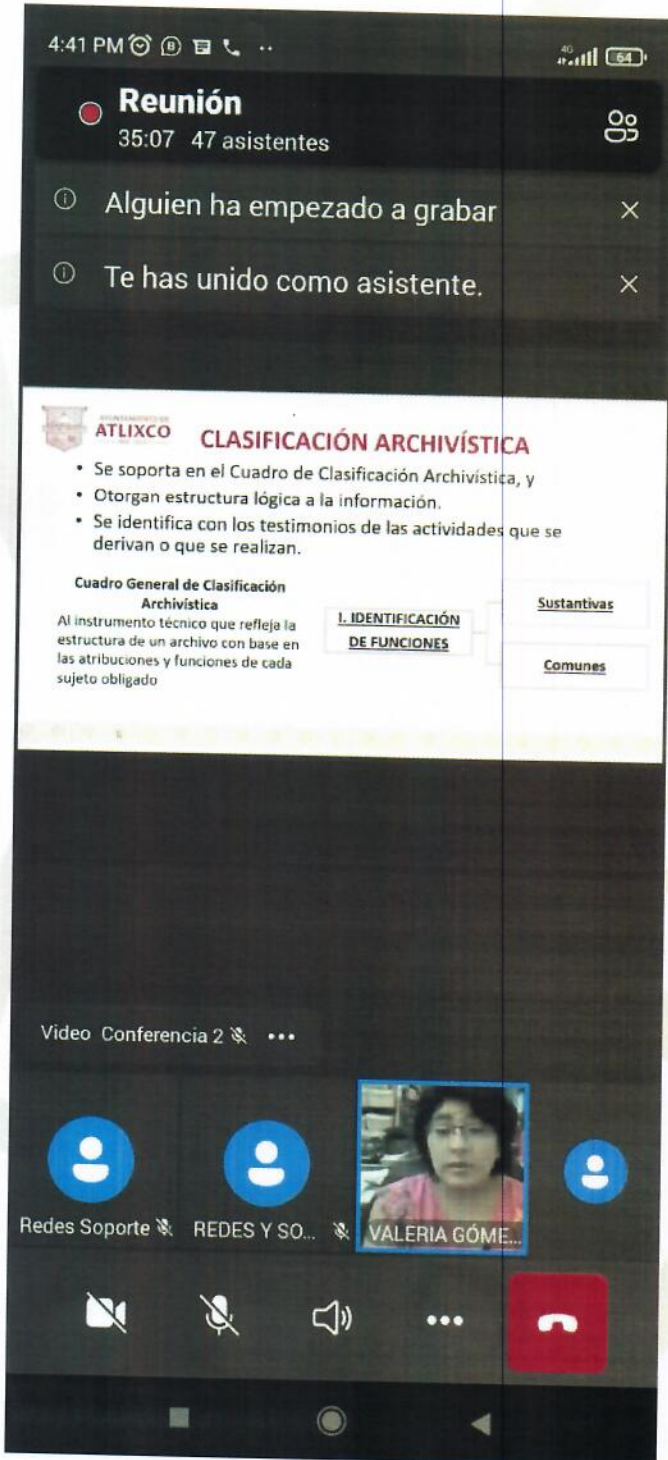 4:41 PM
4G
64
Reunión
35:07 47 asistentes
Alguien ha empezado a grabar
Te has unido como asistente.
ATLIXCO
CLASIFICACIÓN ARCHIVÍSTICA
• Se soporta en el Cuadro de Clasificación Archivística, y
• Otorgan estructura lógica a la información.
• Se identifica con los testimonios de las actividades que se
derivan o que se realizan.
Cuadro General de Clasificación
Archivística
Al instrumento técnico que refleja la
estructura de un archivo con base en
las atribuciones y funciones de cada
sujeto obligado
I. IDENTIFICACIÓN
DE FUNCIONES
Sustantivas
Comunes
Video Conferencia 2
Redes Soporte
REDES Y SO...
VALERIA GÓME...